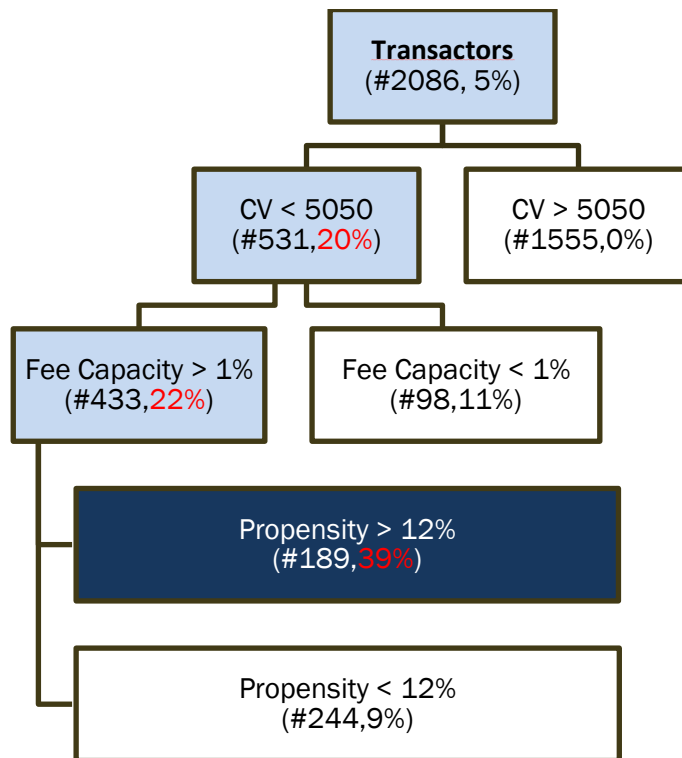 Transactors
(#2086, 5%)
CV < 5050
(#531,20%)
CV > 5050
(#1555,0%)
Fee Capacity > 1%
(#433,22%)
Fee Capacity < 1%
(#98,11%)
Propensity > 12%
(#189,39%)
Propensity < 12%
(#244,9%)